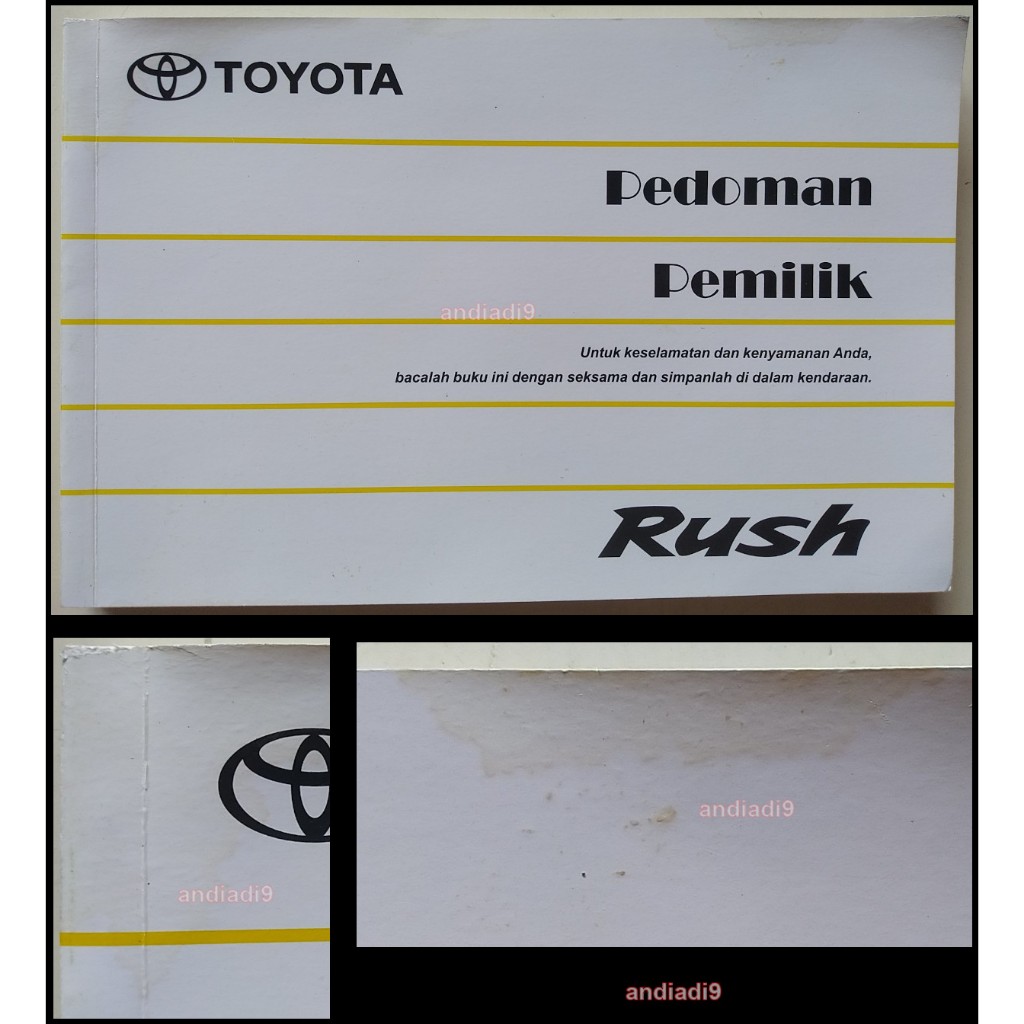 TOYOTA
Pedoman
Pemilik
andiadi9
Untuk keselamatan dan kenyamanan Anda,
bacalah buku ini dengan seksama dan simpanlah di dalam kendaraan.
Rush
andiadi9
andiadi9
andiadi9